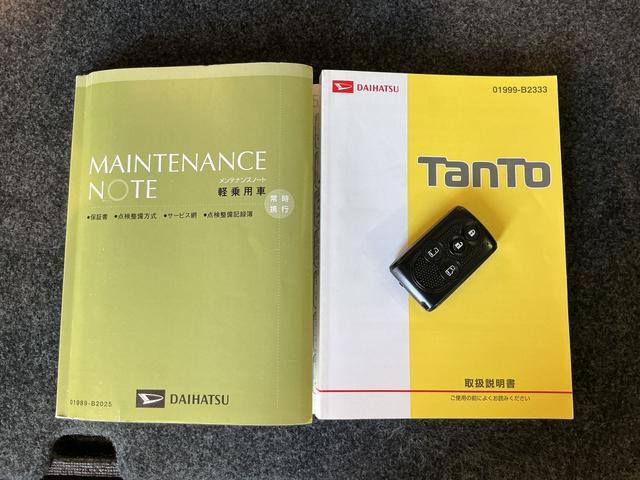 MAINTENANCE
NOTE
メンテナンスノート
軽乗用車
常時
携行
●保証書 ●点検整備方式 ●サービス網 ●点検整備記録簿
01989-B2025
DAIHATSU
DAIHATSU
01999-B2333
TanTo
取扱説明書
ご使用の前によくお読みください